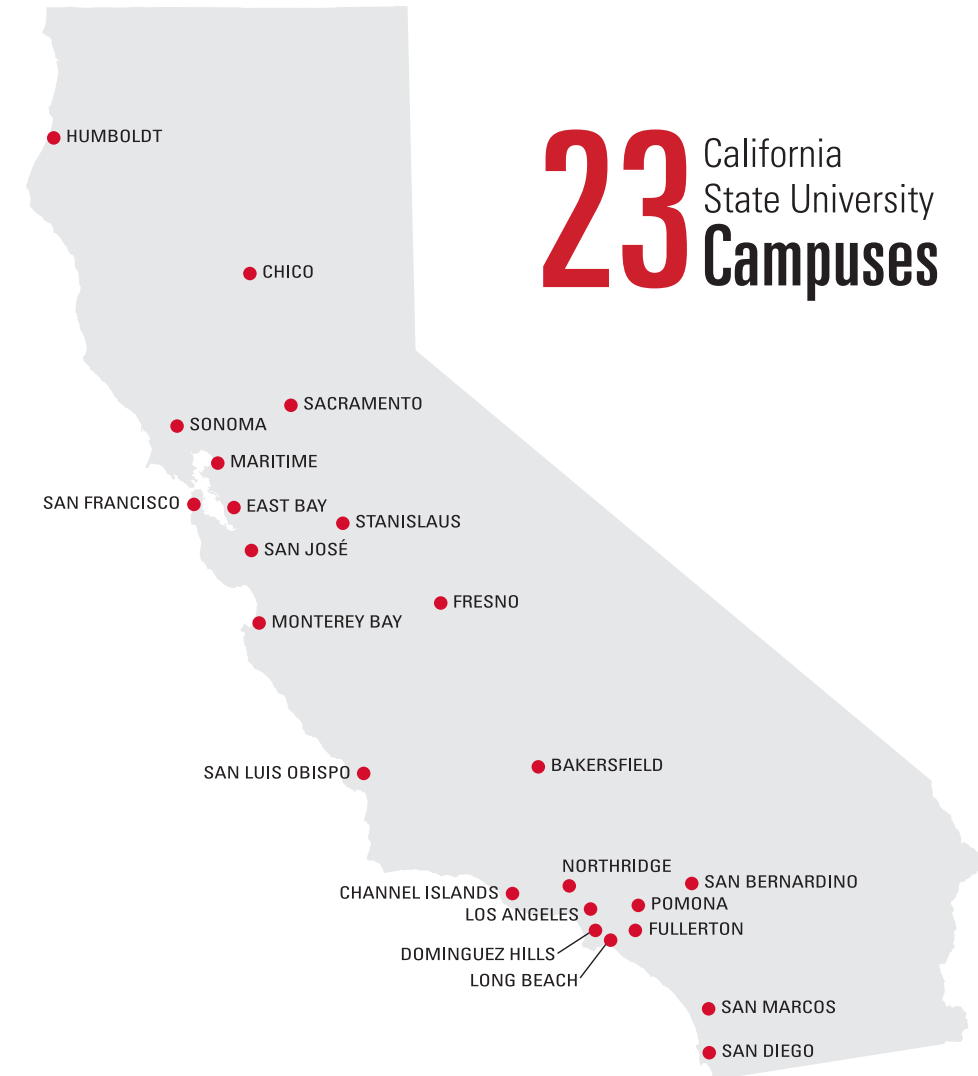 HUMBOLDT
23
California
State University
Campuses
CHICO
SACRAMENTO
SONOMA
MARITIME
SAN FRANCISCO
EAST BAY
STANISLAUS
SAN JOSÉ
FRESNO
MONTEREY BAY
SAN LUIS OBISPO
BAKERSFIELD
NORTHRIDGE
SAN BERNARDINO
CHANNEL ISLANDS
POMONA
LOS ANGELES
FULLERTON
DOMINGUEZ HILLS
LONG BEACH
SAN MARCOS
SAN DIEGO